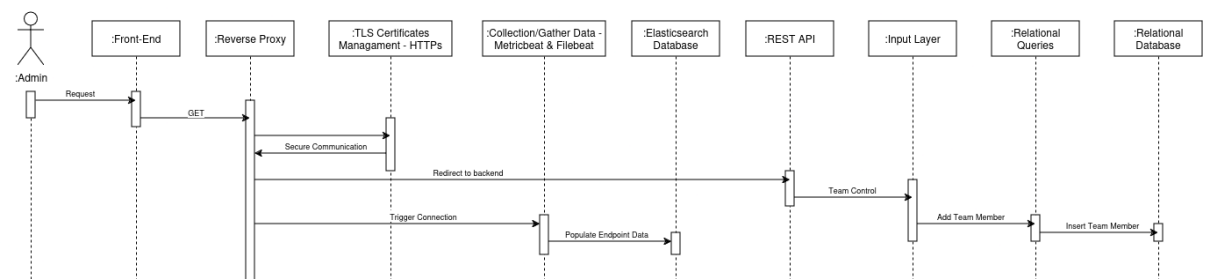 :Front-End
:Reverse Proxy
:TLS Certificates
Managament - HTTPs
:Collection/Gather Data -
Metricbeat & Filebeat
:Elasticsearch
Database
:REST API
:Input Layer
:Relational
Queries
:Relational
Database
:Admin
Request
GET
Secure Communication
Redirect to backend
Team Control
Trigger Connection
Add Team Member
Insert Team Member
Populate Endpoint Data